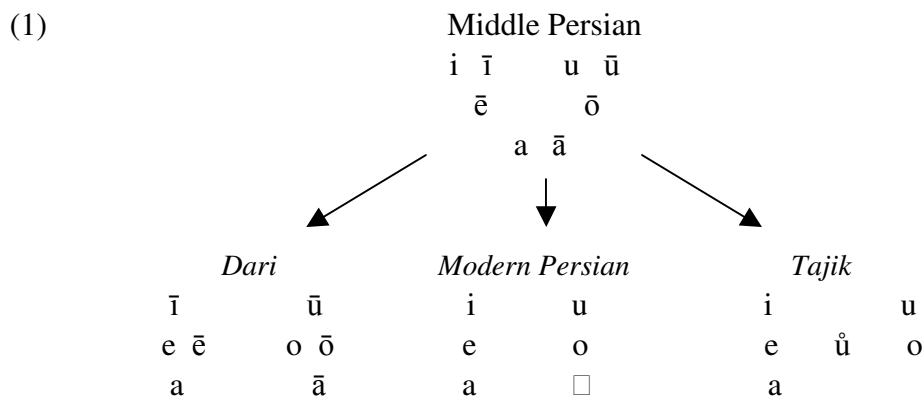 (1) Middle Persian
i ī u ū
ē ō
a ā
Dari Modern Persian Tajik
ī ū i u i u
e ē o ō e o e ů o
a ā a □ a